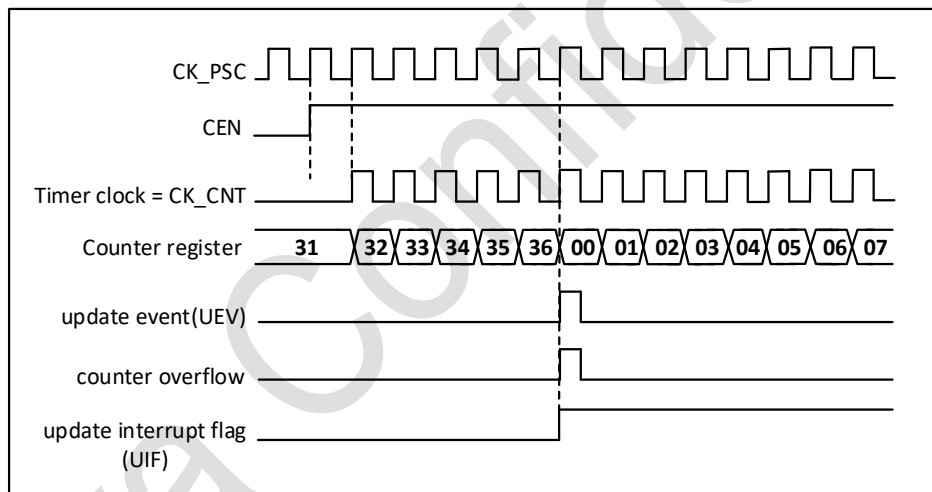 CK_PSC
CEN
Timer clock = CK_CNT
Counter register 31 32 33 34 35 36 00 01 02 03 04 05 06 07
update event(UEV)
counter overflow
update interrupt flag
(UIF)